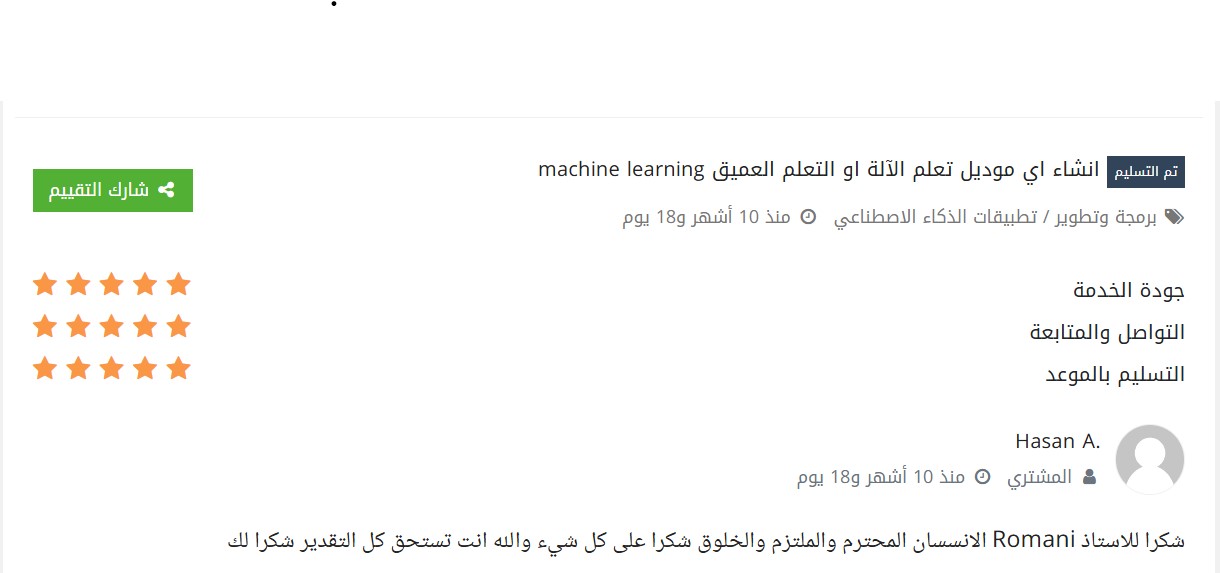 تم التسليم انشاء اي موديل تعلم الآلة او التعلم العميق machine learning
شارك التقييم
برمجة وتطوير / تطبيقات الذكاء الاصطناعي منذ 10 أشهر و18 يوم
جودة الخدمة
التواصل والمتابعة
التسليم بالموعد
Hasan A.
المشتري منذ 10 أشهر و18 يوم
شكرا للاستاذ Romani الانسسان المحترم والملتزم والخلوق شكرا على كل شيء والله انت تستحق كل التقدير شكرا لك